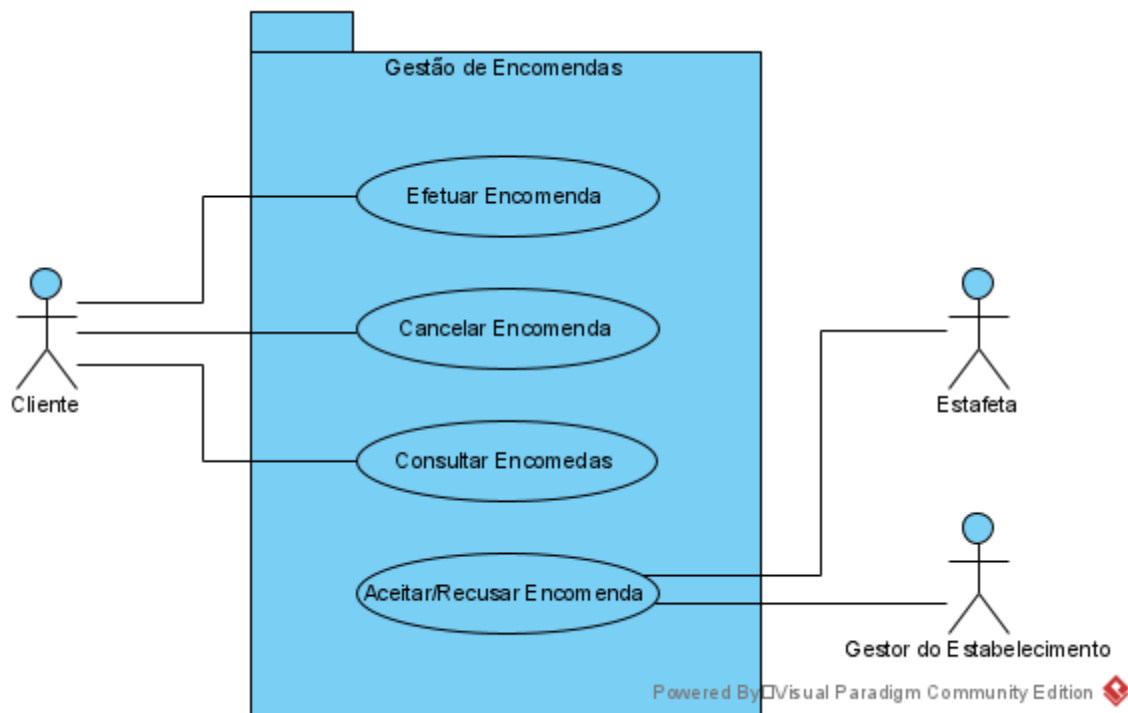 Gestão de Encomendas
Efetuar Encomenda
Cancelar Encomenda
Cliente
Estafeta
Consultar Encomedas
Aceitar/Recusar Encomenda
Gestor do Estabelecimento
Powered By Visual Paradigm Community Edition